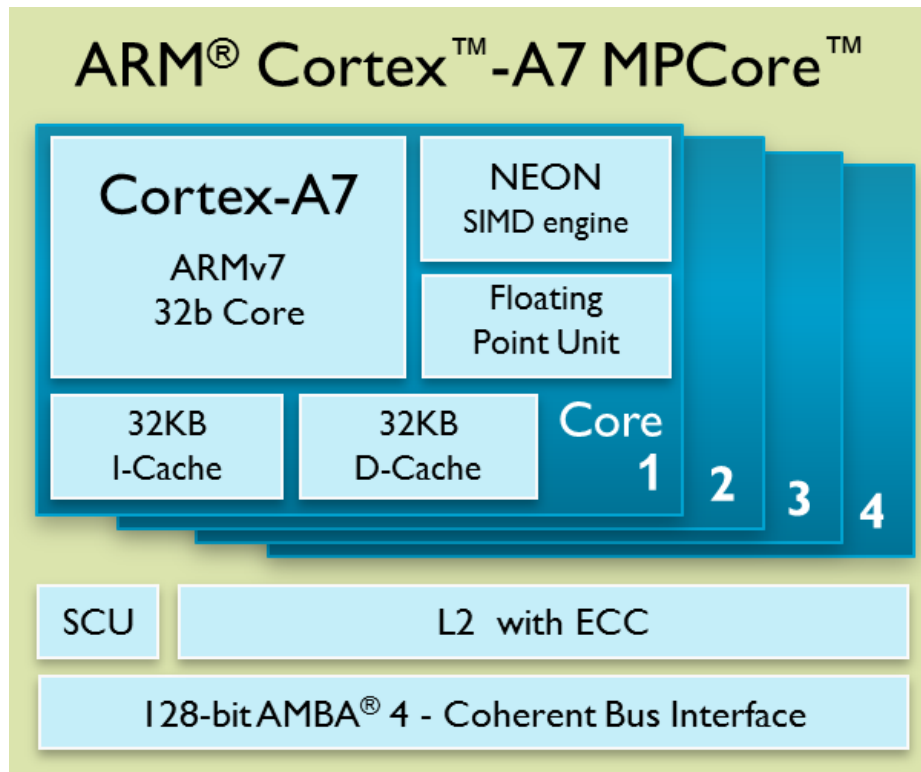 ARM® Cortex™-A7 MPCore™
Cortex-A7
ARMv7
32b Core
NEON
SIMD engine
Floating
Point Unit
32KB
I-Cache
32KB
D-Cache
Core
1
2
3
4
SCU
L2 with ECC
128-bit AMBA® 4 - Coherent Bus Interface